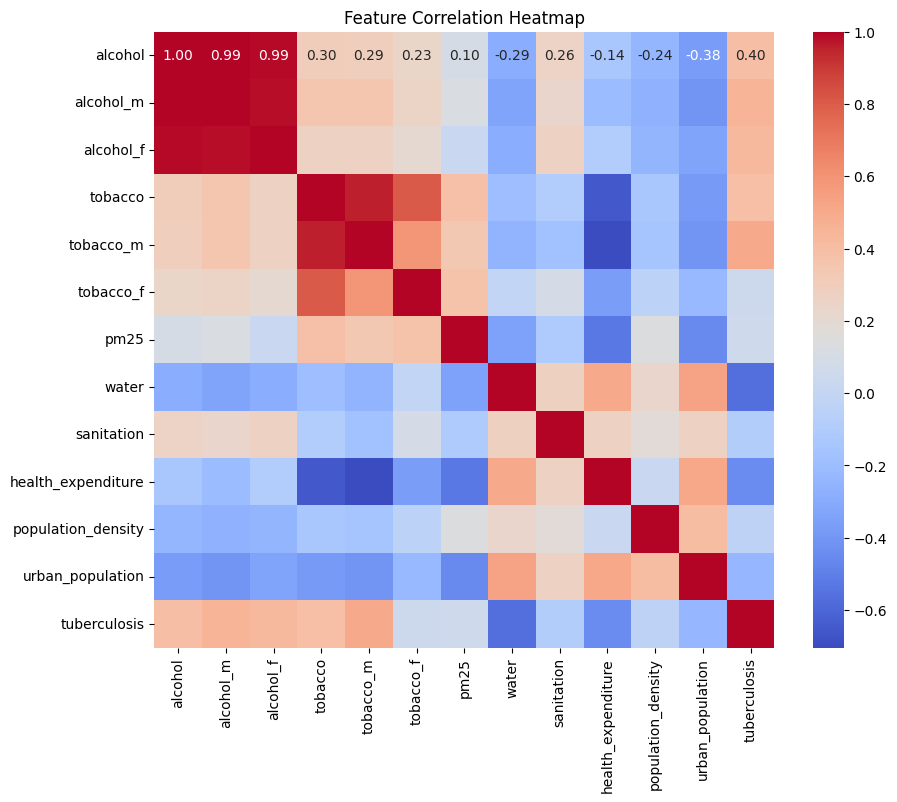 Feature Correlation Heatmap
alcohol 1.00 0.99 0.99 0.30 0.29 0.23 0.10 -0.29 0.26 -0.14 -0.24 -0.38 0.40
alcohol_m
alcohol_f
tobacco
tobacco_m
tobacco_f
pm25
water
sanitation
health_expenditure
population_density
urban_population
tuberculosis
alcohol
alcohol_m
alcohol_f
tobacco
tobacco_m
tobacco_f
pm25
water
sanitation
health_expenditure
population_density
urban_population
tuberculosis
1.0
0.8
0.6
0.4
0.2
0.0
-0.2
-0.4
-0.6